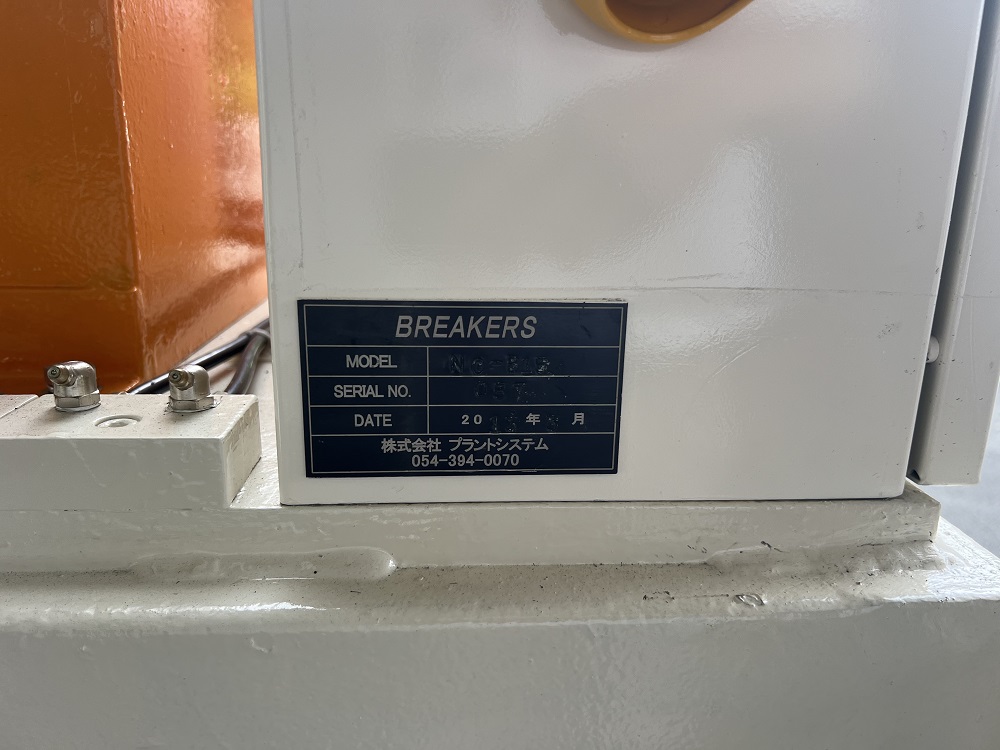 BREAKERS
MODEL
SERIAL NO.
DATE 20 年 月
株式会社 プラントシステム
054-394-0070